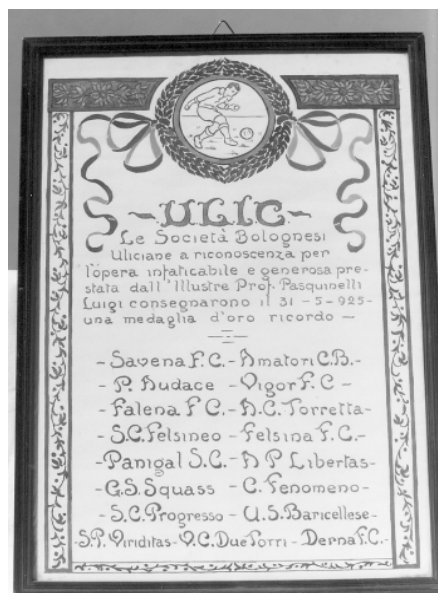 ULIC
Le Società Bolognesi
Uliciane a riconoscenza per
l'opera infaticabile e generosa pre-
stata dall'Illustre Prof. Pasquinelli
Luigi consegnarono il 31-5-925-
una medaglia d'oro ricordo -
-Savena F.C.-Amatori C.B.-
-P. Audace -Vigor F.C-
-Falena F C.-A.C. Torretta-
-S.C. Felsineo -Felsina F.C.-
-Panigal S.C.-A P Libertas-
-G.S. Squass -C. Fenomeno-
-S.C. Progresso -U.S. Baricellese-
-S.P. Viriditas-V.C. Due Torri -Derna F.C.-